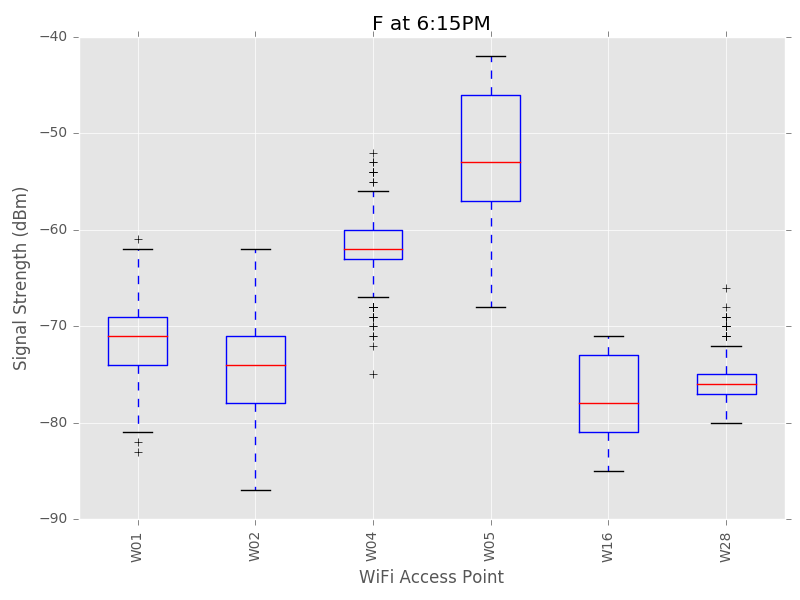 F at 6:15PM
−40
−50
−60
−70
−80
−90
Signal Strength (dBm)
W01
W02
W04
W05
W16
W28
WiFi Access Point